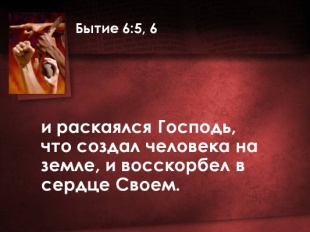 Бытие 6:5, 6
и раскаялся Господь,
что создал человека на
земле, и восскорбел в
сердце Своем.